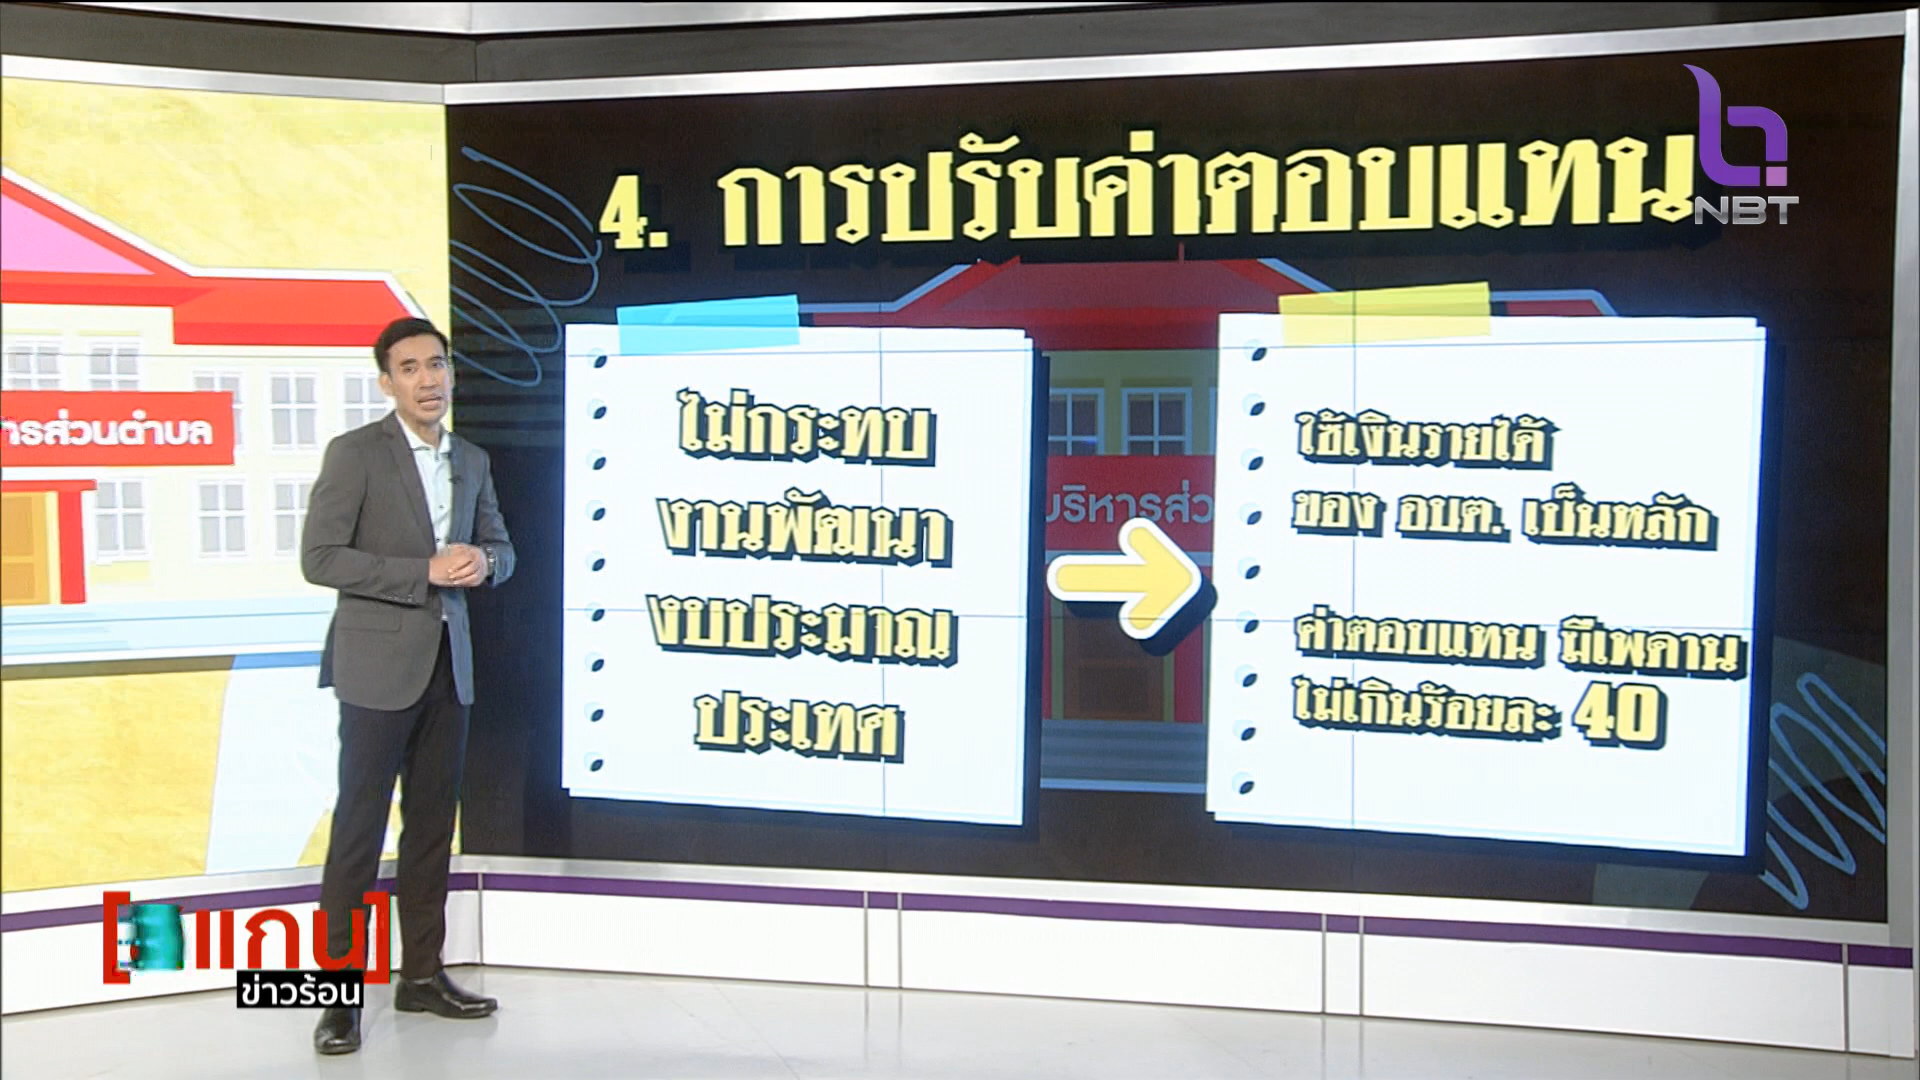 4. การปรับค่าตอบแทน
NBT
ไม่กระทบ
งานพัฒนา
งบประมาณ
ประเทศ
ใช้เงินรายได้
ของ อบต. เป็นหลัก
ค่าตอบแทน มีเพดาน
ไม่เกินร้อยละ 40
ารส่วนตำบล
บริหารส่ว
แกน
ข่าวร้อน